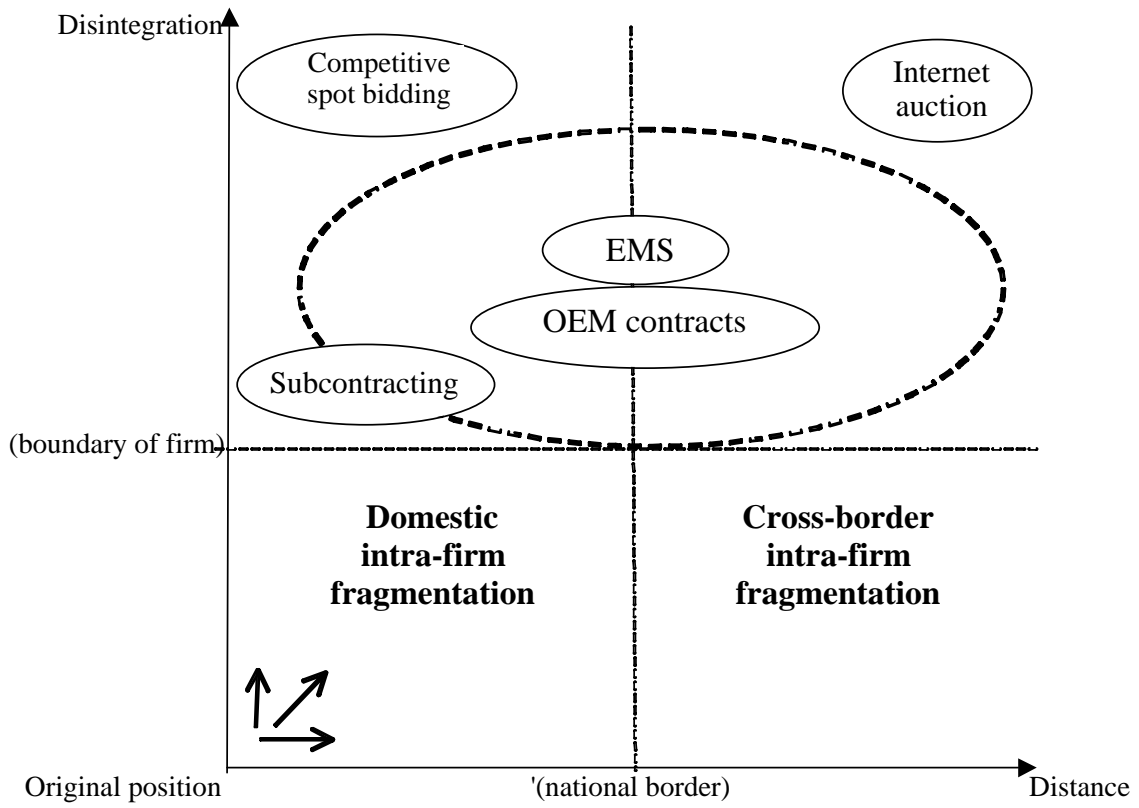 Disintegration
Competitive
spot bidding
Internet
auction
EMS
OEM contracts
Subcontracting
(boundary of firm)
Domestic
intra-firm
fragmentation
Cross-border
intra-firm
fragmentation
Original position
'(national border)
Distance